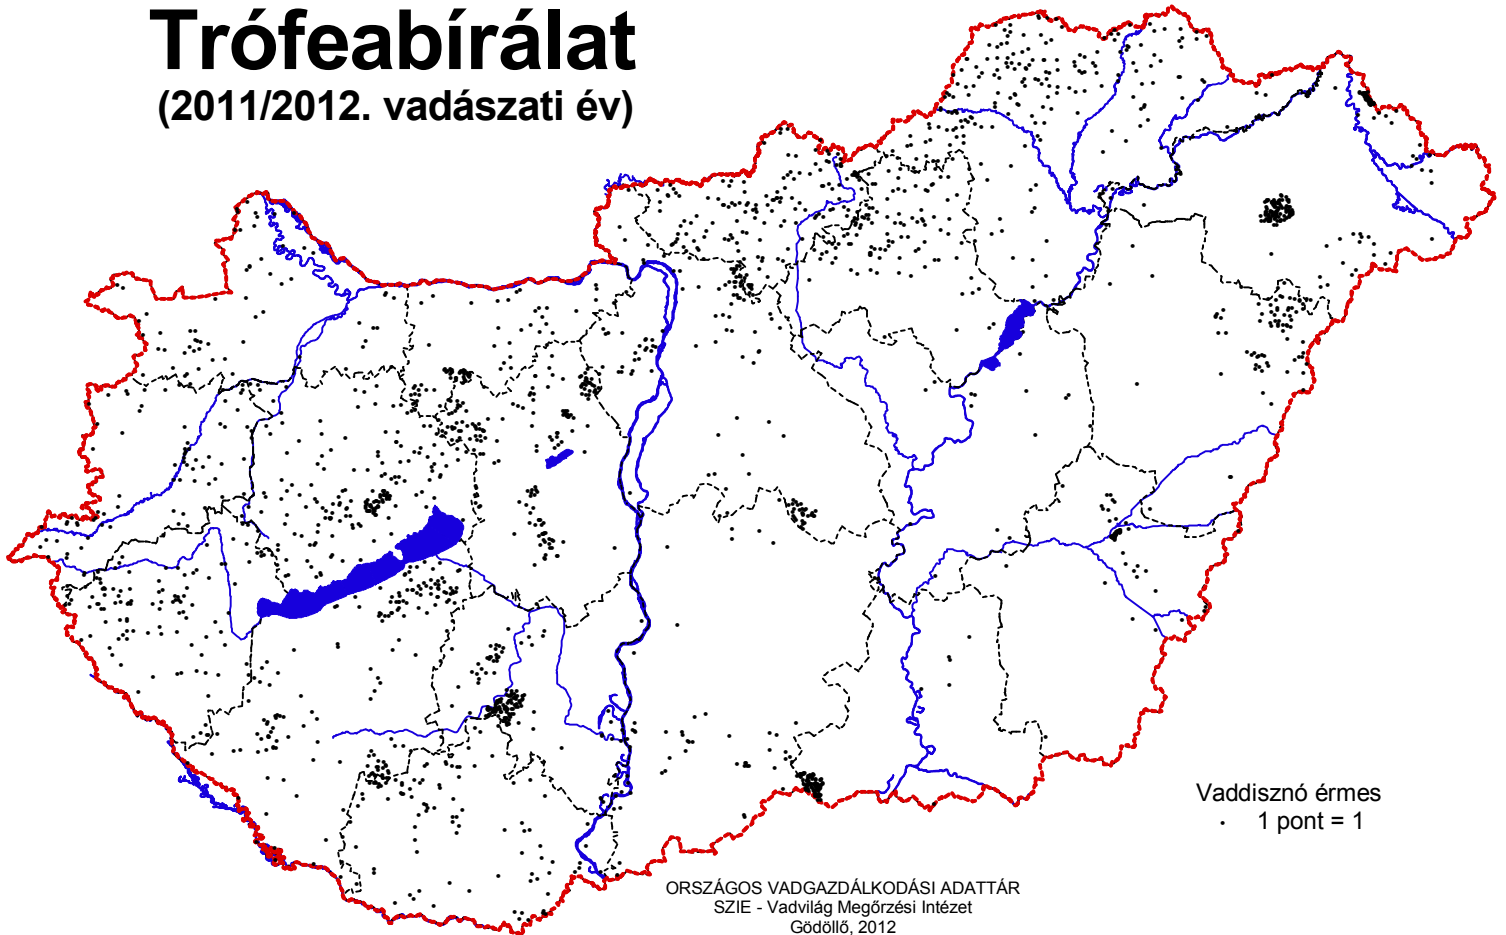 Trófeabírálat
(2011/2012. vadászati év)
Vaddisznó érmes
. 1 pont = 1
ORSZÁGOS VADGAZDÁLKODÁSI ADATTÁR
SZIE - Vadvilág Megőrzési Intézet
Gödöllő, 2012